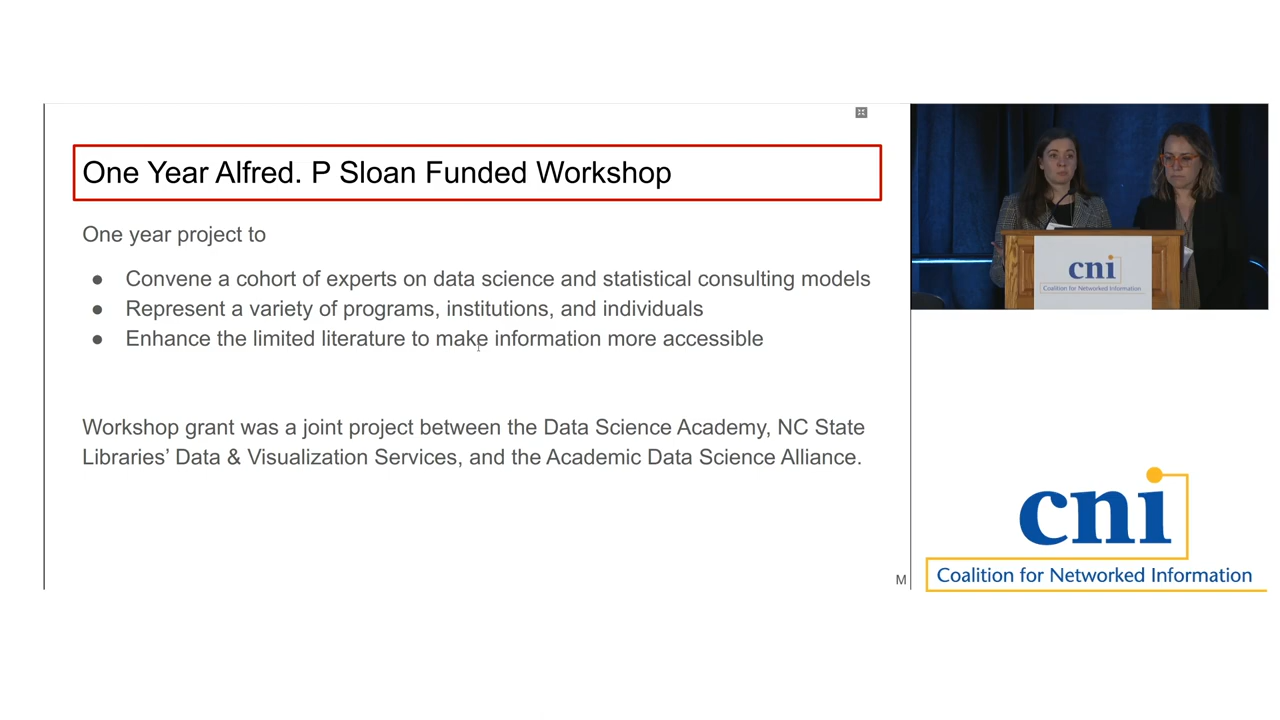 One Year Alfred. P Sloan Funded Workshop
One year project to
● Convene a cohort of experts on data science and statistical consulting models
● Represent a variety of programs, institutions, and individuals
● Enhance the limited literature to make information more accessible
Workshop grant was a joint project between the Data Science Academy, NC State
Libraries’ Data & Visualization Services, and the Academic Data Science Alliance.
M
cni
Coalition for Networked Information
cni
Coalition for Networked Information